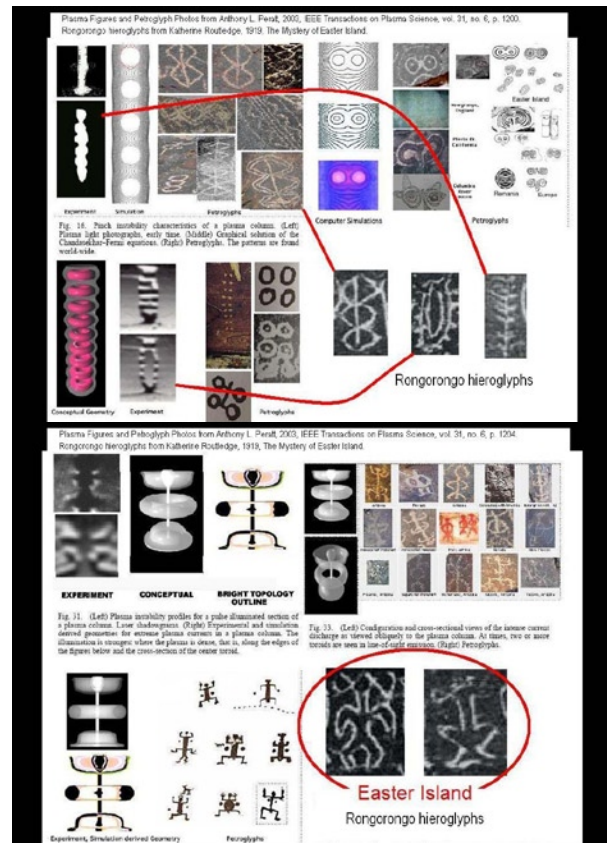 Plasma Figures and Petroglyph Photos from Anthony L. Peratt, 2003, IEEE Transactions on Plasma Science, vol. 31, no. 6, p. 1200.
Rongorongo hieroglyphs from Katherine Routledge, 1919, The Mystery of Easter Island.
Easter Island
Experiment
Simulation
Petroglyphs
Computer Simulations
Petroglyphs
Fig. 16. Pinch instability characteristics of a plasma column. (Left)
Plasma light photographs, early time. (Middle) Graphical solution of the
Chandrasekhar-Fermi equations. (Right) Petroglyphs. The patterns are found
world-wide.
Conceptual Geometry
Experiment
Petroglyphs
Rongorongo hieroglyphs
Plasma Figures and Petroglyph Photos from Anthony L. Peratt, 2003, IEEE Transactions on Plasma Science, vol. 31, no. 6, p. 1204.
Rongorongo hieroglyphs from Katherine Routledge, 1919, The Mystery of Easter Island.
EXPERIMENT
CONCEPTUAL
BRIGHT TOPOLOGY
OUTLINE
Fig. 31. (Left) Plasma instability profiles for a pulse illuminated section of
a plasma column. Laser shadowgrams. (Right) Experimental and simulation
derived geometries for extreme plasma currents in a plasma column. The
illumination is strongest where the plasma is dense, that is, along the edges of
the figures below and the cross-section of the center toroid.
(Left) Configuration and cross-sectional views of the intense current
discharge as viewed obliquely to the plasma column. At times, two or more
toroids are seen in line-of-sight emission. (Right) Petroglyphs.
Easter Island
Rongorongo hieroglyphs
Experiment, Simulation derived Geometry
Petroglyphs